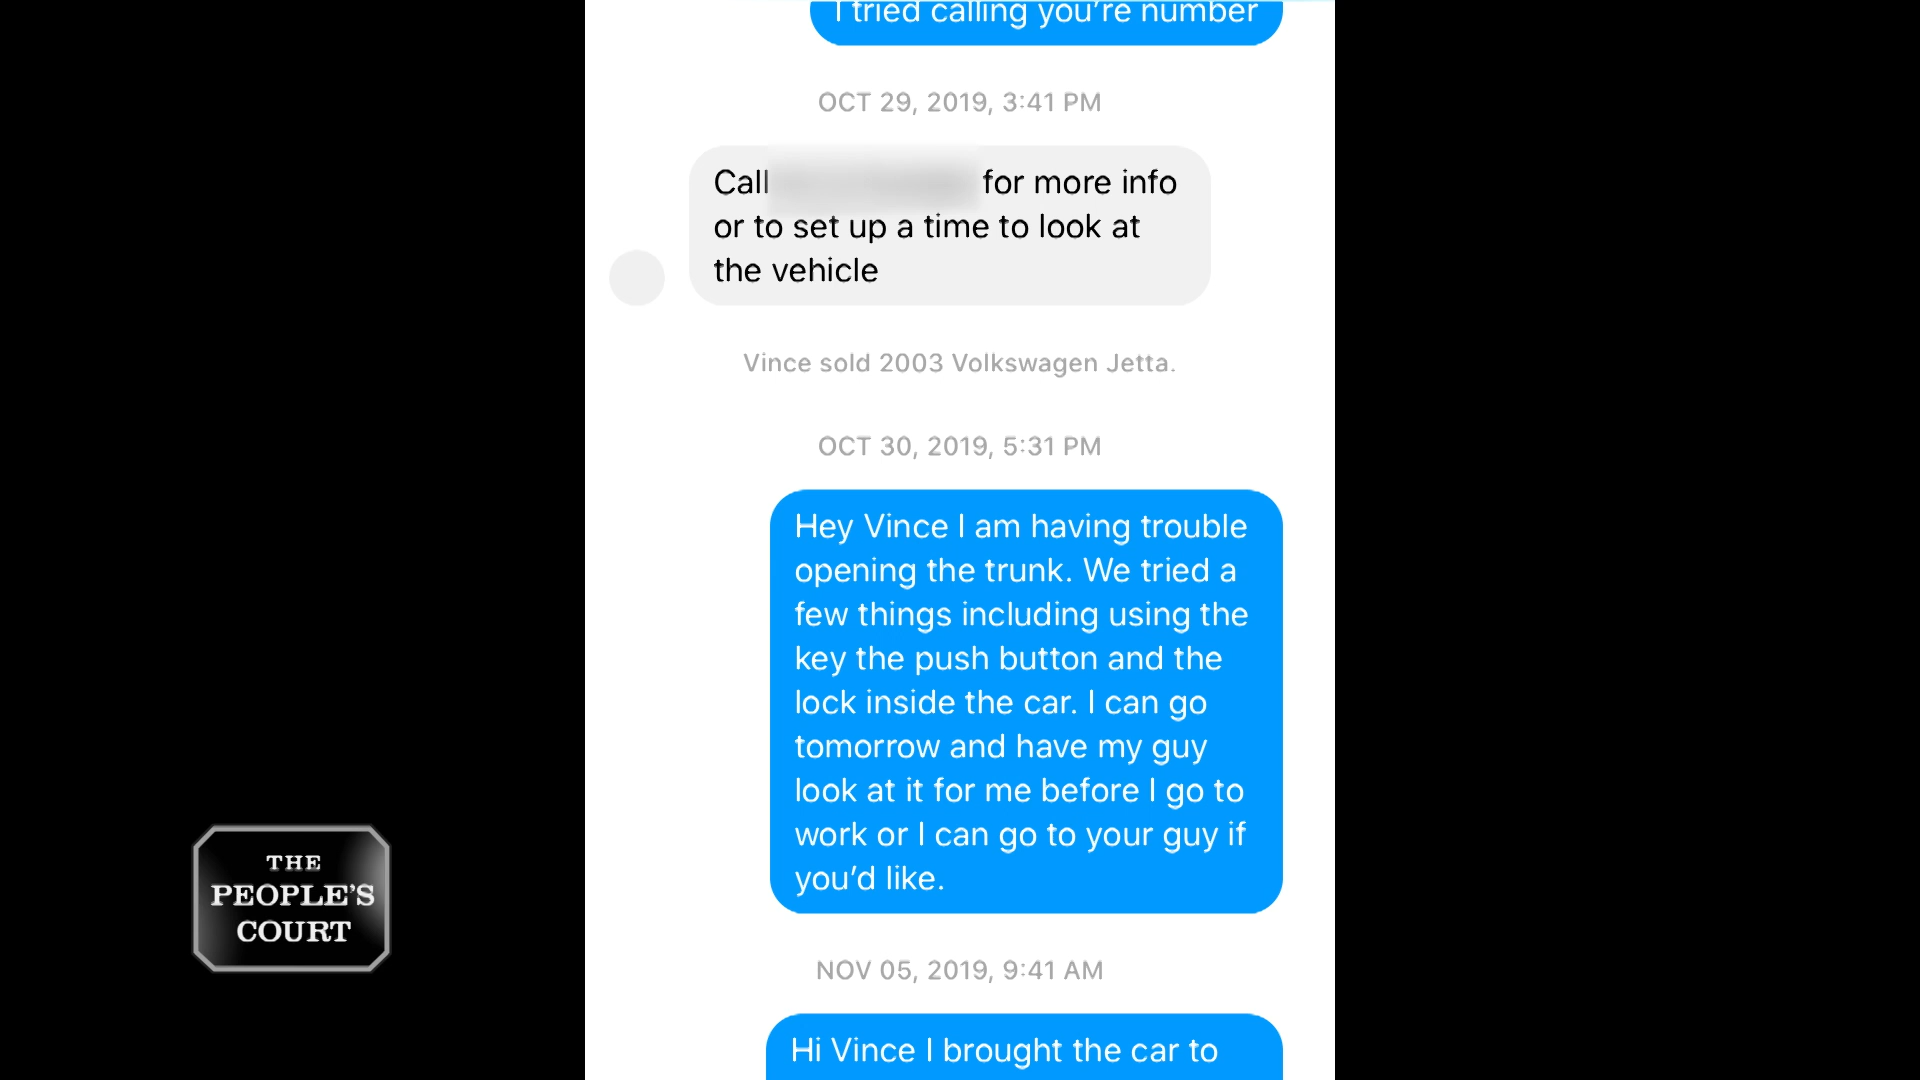 I tried calling you’re number
OCT 29, 2019, 3:41 PM
Call for more info
or to set up a time to look at
the vehicle
Vince sold 2003 Volkswagen Jetta.
OCT 30, 2019, 5:31 PM
Hey Vince I am having trouble
opening the trunk. We tried a
few things including using the
key the push button and the
lock inside the car. I can go
tomorrow and have my guy
look at it for me before I go to
work or I can go to your guy if
you’d like.
NOV 05, 2019, 9:41 AM
Hi Vince I brought the car to
THE
PEOPLE'S
COURT